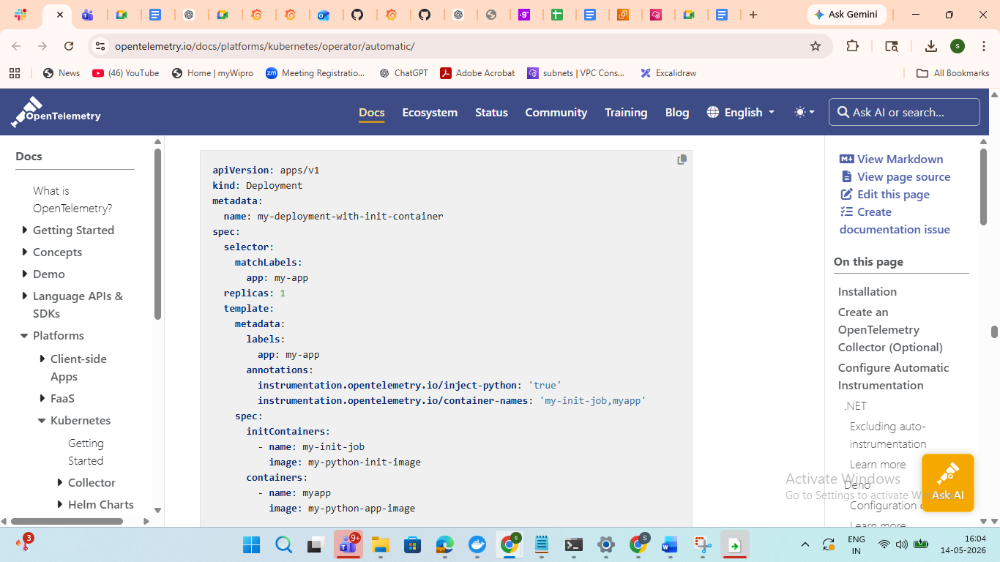 Ask Gemini
opentelemetry.io/docs/platforms/kubernetes/operator/automatic/
s
News
(46) YouTube
Home | myWipro
zm
Meeting Registratio...
ChatGPT
Adobe Acrobat
subnets | VPC Cons...
Excalidraw
All Bookmarks
OpenTelemetry
Docs
Ecosystem
Status
Community
Training
Blog
English
Ask AI or search...
Docs
What is
OpenTelemetry?
Getting Started
Concepts
Demo
Language APIs &
SDKs
Platforms
Client-side
Apps
FaaS
Kubernetes
Getting
Started
Collector
Helm Charts
apiVersion: apps/v1
kind: Deployment
metadata:
  name: my-deployment-with-init-container
spec:
  selector:
    matchLabels:
      app: my-app
  replicas: 1
  template:
    metadata:
      labels:
        app: my-app
      annotations:
        instrumentation.opentelemetry.io/inject-python: 'true'
        instrumentation.opentelemetry.io/container-names: 'my-init-job,myapp'
    spec:
      initContainers:
        - name: my-init-job
          image: my-python-init-image
      containers:
        - name: myapp
          image: my-python-app-image
View Markdown
View page source
Edit this page
Create
documentation issue
On this page
Installation
Create an
OpenTelemetry
Collector (Optional)
Configure Automatic
Instrumentation
.NET
Excluding auto-
instrumentation
Learn more
Deno
Configuration
Learn more
Activate Windows
Go to Settings to activate
Ask AI
3
9+
ENG
IN
16:04
14-05-2026